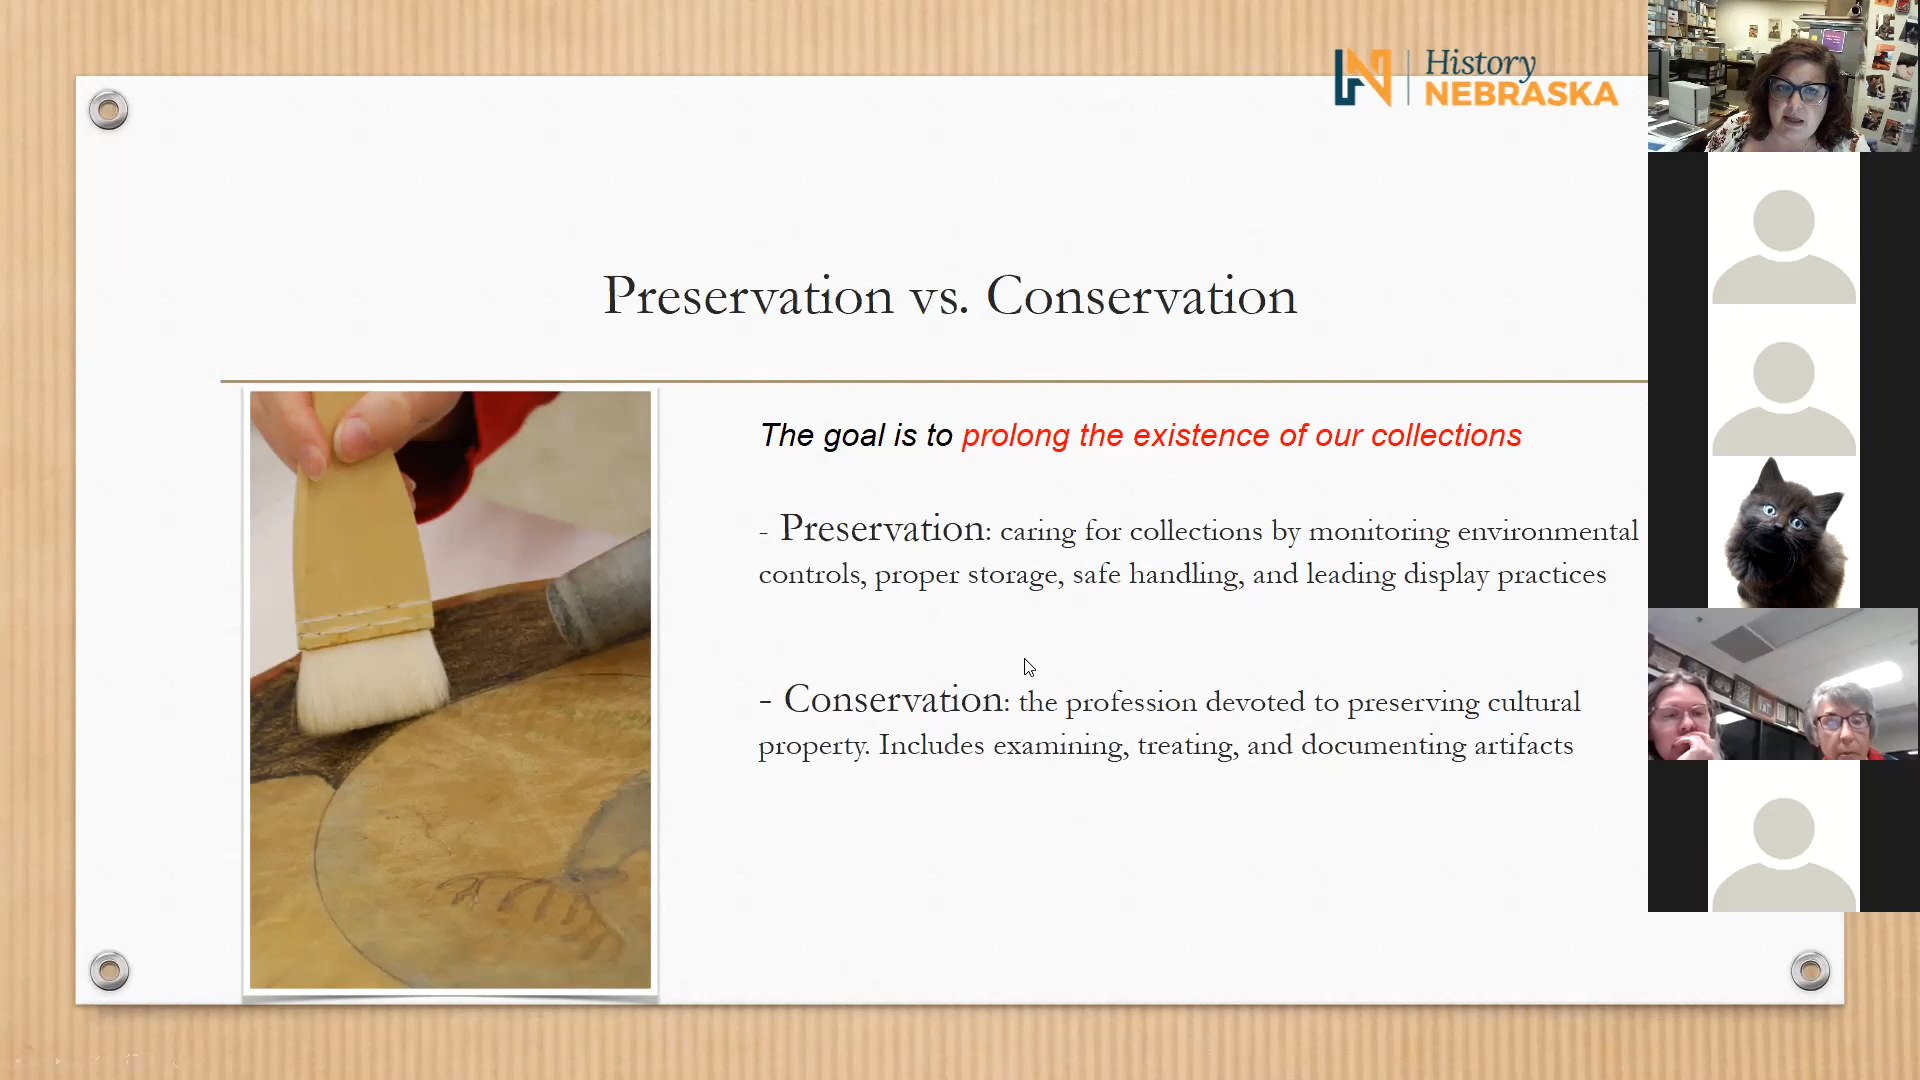 History
NEBRASKA
Preservation vs. Conservation
The goal is to prolong the existence of our collections
- Preservation: caring for collections by monitoring environmental
controls, proper storage, safe handling, and leading display practices
- Conservation: the profession devoted to preserving cultural
property. Includes examining, treating, and documenting artifacts